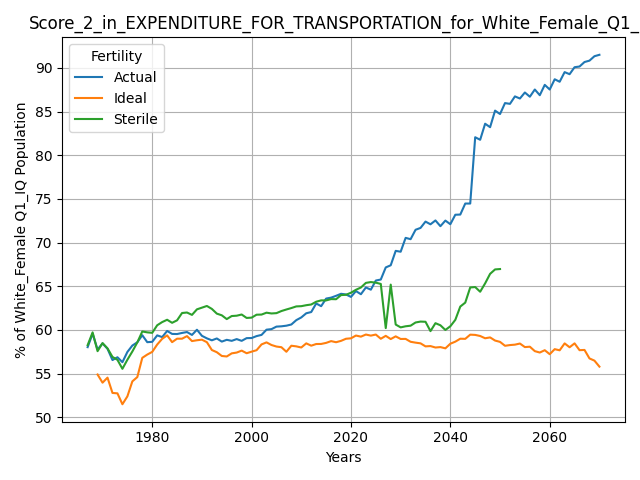 Score_2_in_EXPENDITURE_FOR_TRANSPORTATION_for_White_Female_Q1_
Fertility
Actual
Ideal
Sterile
% of White_Female Q1_IQ Population
90
85
80
75
70
65
60
55
50
1980
2000
2020
2040
2060
Years